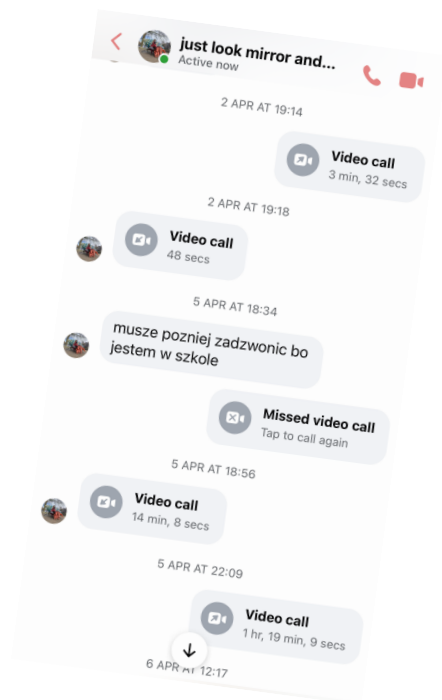 just look mirror and...
Active now
2 APR AT 19:14
Video call
3 min, 32 secs
2 APR AT 19:18
Video call
48 secs
5 APR AT 18:34
musze pozniej zadzwonic bo
jestem w szkole
Missed video call
Tap to call again
5 APR AT 18:56
Video call
14 min, 8 secs
5 APR AT 22:09
Video call
1 hr, 19 min, 9 secs
6 APR AT 12:17